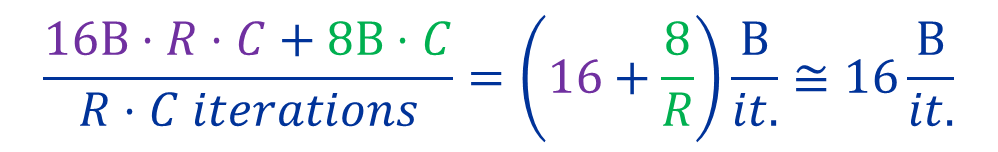 (16B · R · C + 8B · C) / (R · C iterations) = (16 + 8/R) B/it. ≅ 16 B/it.